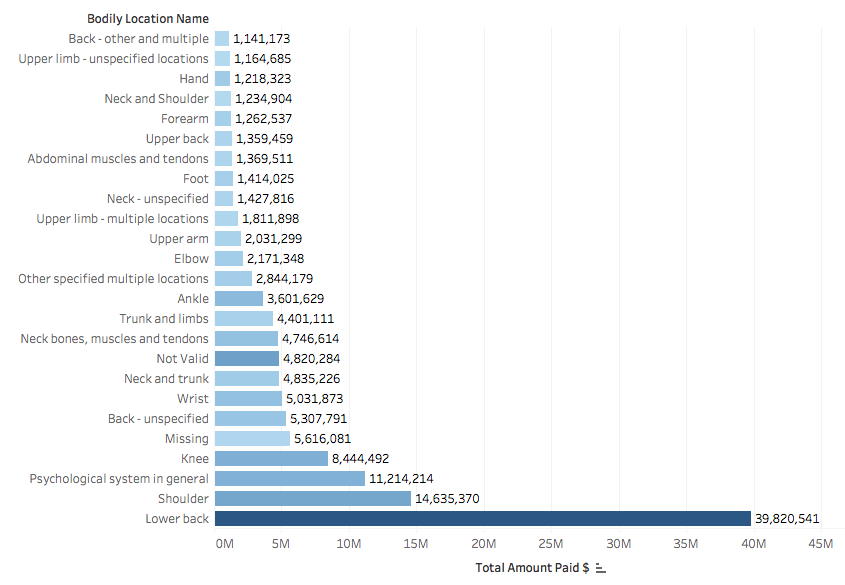 Bodily Location Name
Back - other and multiple 1,141,173
Upper limb - unspecified locations 1,164,685
Hand 1,218,323
Neck and Shoulder 1,234,904
Forearm 1,262,537
Upper back 1,359,459
Abdominal muscles and tendons 1,369,511
Foot 1,414,025
Neck - unspecified 1,427,816
Upper limb - multiple locations 1,811,898
Upper arm 2,031,299
Elbow 2,171,348
Other specified multiple locations 2,844,179
Ankle 3,601,629
Trunk and limbs 4,401,111
Neck bones, muscles and tendons 4,746,614
Not Valid 4,820,284
Neck and trunk 4,835,226
Wrist 5,031,873
Back - unspecified 5,307,791
Missing 5,616,081
Knee 8,444,492
Psychological system in general 11,214,214
Shoulder 14,635,370
Lower back 39,820,541
0M 5M 10M 15M 20M 25M 30M 35M 40M 45M
Total Amount Paid $